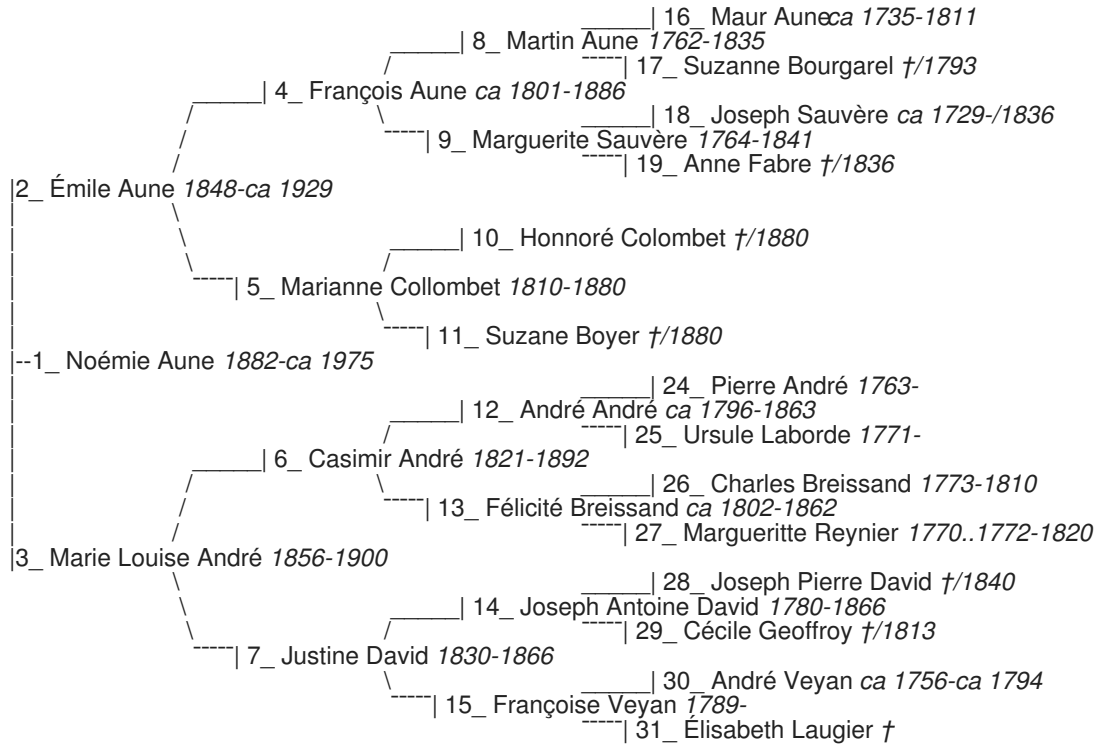 16_ Maur Aune ca 1735-1811
8_ Martin Aune 1762-1835
17_ Suzanne Bourgarel †/1793
4_ François Aune ca 1801-1886
18_ Joseph Sauvère ca 1729-/1836
9_ Marguerite Sauvère 1764-1841
19_ Anne Fabre †/1836
2_ Émile Aune 1848-ca 1929
10_ Honnoré Colombet †/1880
5_ Marianne Collombet 1810-1880
11_ Suzane Boyer †/1880
--1_ Noémie Aune 1882-ca 1975
24_ Pierre André 1763-
12_ André André ca 1796-1863
25_ Ursule Laborde 1771-
6_ Casimir André 1821-1892
26_ Charles Breissand 1773-1810
13_ Félicité Breissand ca 1802-1862
27_ Margueritte Reynier 1770..1772-1820
3_ Marie Louise André 1856-1900
28_ Joseph Pierre David †/1840
14_ Joseph Antoine David 1780-1866
29_ Cécile Geoffroy †/1813
7_ Justine David 1830-1866
30_ André Veyan ca 1756-ca 1794
15_ Françoise Veyan 1789-
31_ Élisabeth Laugier †